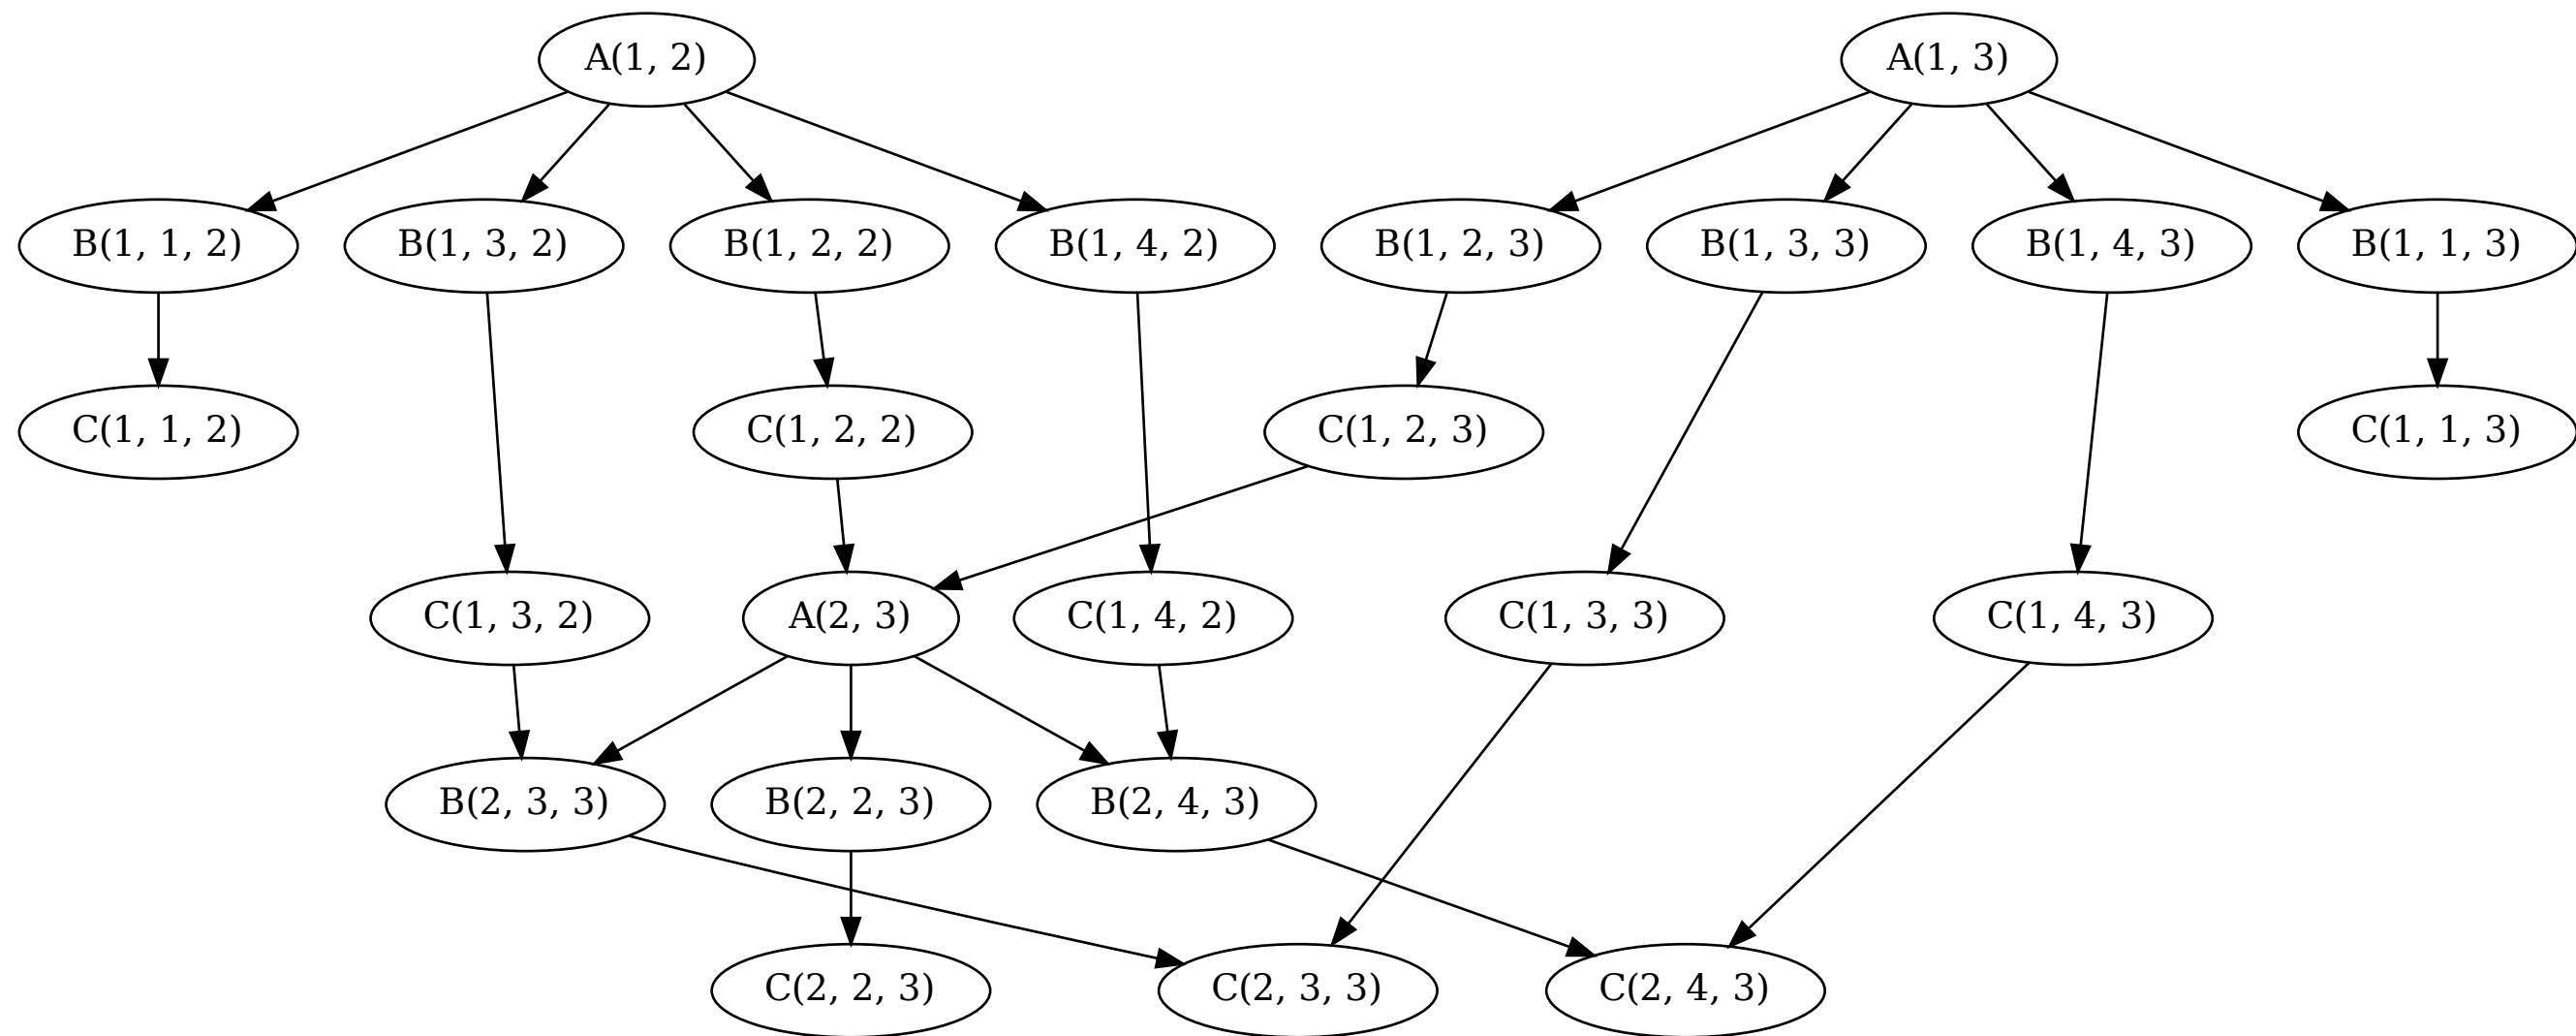 A(1, 2)
A(1, 3)
B(1, 1, 2)
B(1, 3, 2)
B(1, 2, 2)
B(1, 4, 2)
B(1, 2, 3)
B(1, 3, 3)
B(1, 4, 3)
B(1, 1, 3)
C(1, 1, 2)
C(1, 2, 2)
C(1, 2, 3)
C(1, 1, 3)
C(1, 3, 2)
A(2, 3)
C(1, 4, 2)
C(1, 3, 3)
C(1, 4, 3)
B(2, 3, 3)
B(2, 2, 3)
B(2, 4, 3)
C(2, 2, 3)
C(2, 3, 3)
C(2, 4, 3)